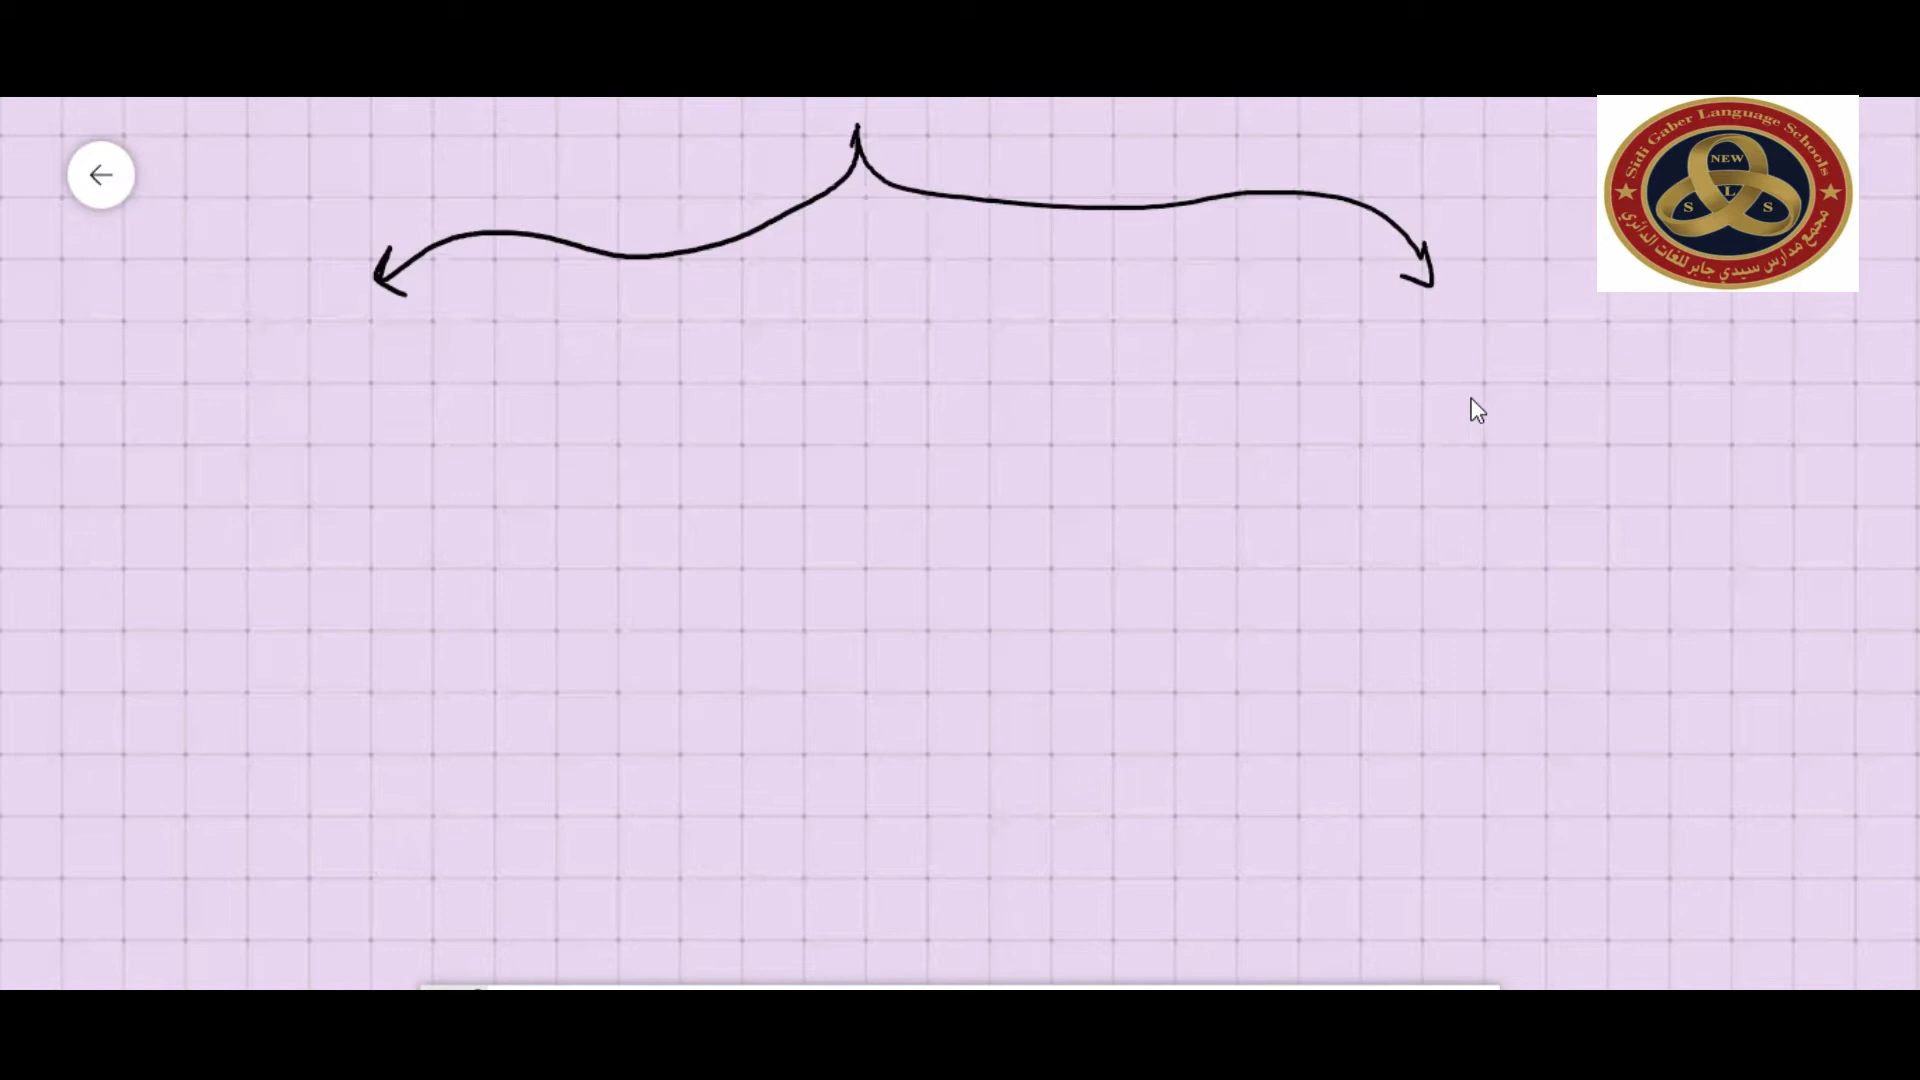 Sidi Gaber Language Schools
NEW
L
S S
مجمع مدارس سيدي جابر للغات الدائري